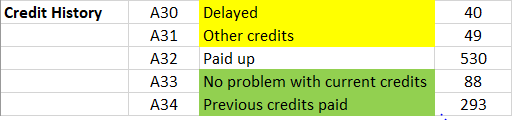 Credit History A30 Delayed 40
A31 Other credits 49
A32 Paid up 530
A33 No problem with current credits 88
A34 Previous credits paid 293